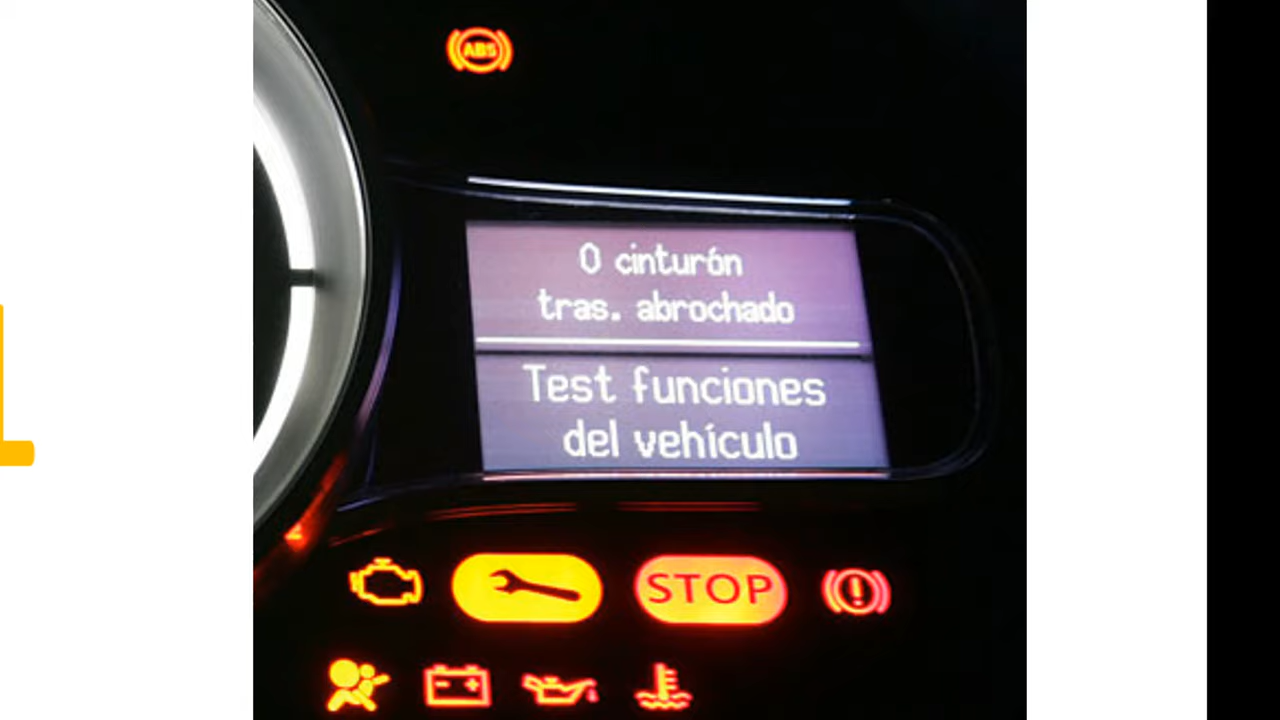 ABS
0 cinturón
tras. abrochado
Test funciones
del vehículo
STOP